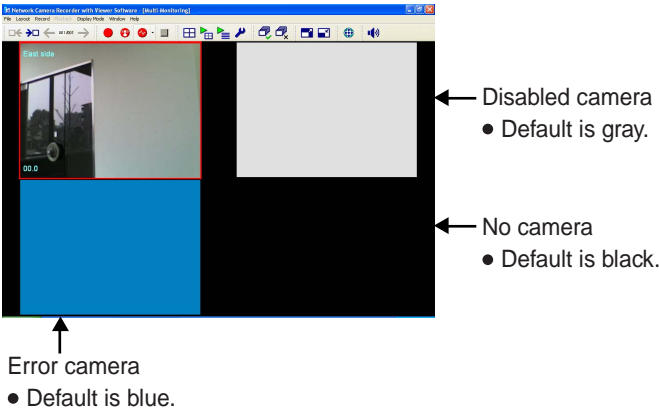 Network Camera Recorder with Viewer Software - [Multi-Monitoring]
File Layout Record Playback Display Mode Window Help
East side
00.0
Disabled camera
● Default is gray.
No camera
● Default is black.
Error camera
● Default is blue.